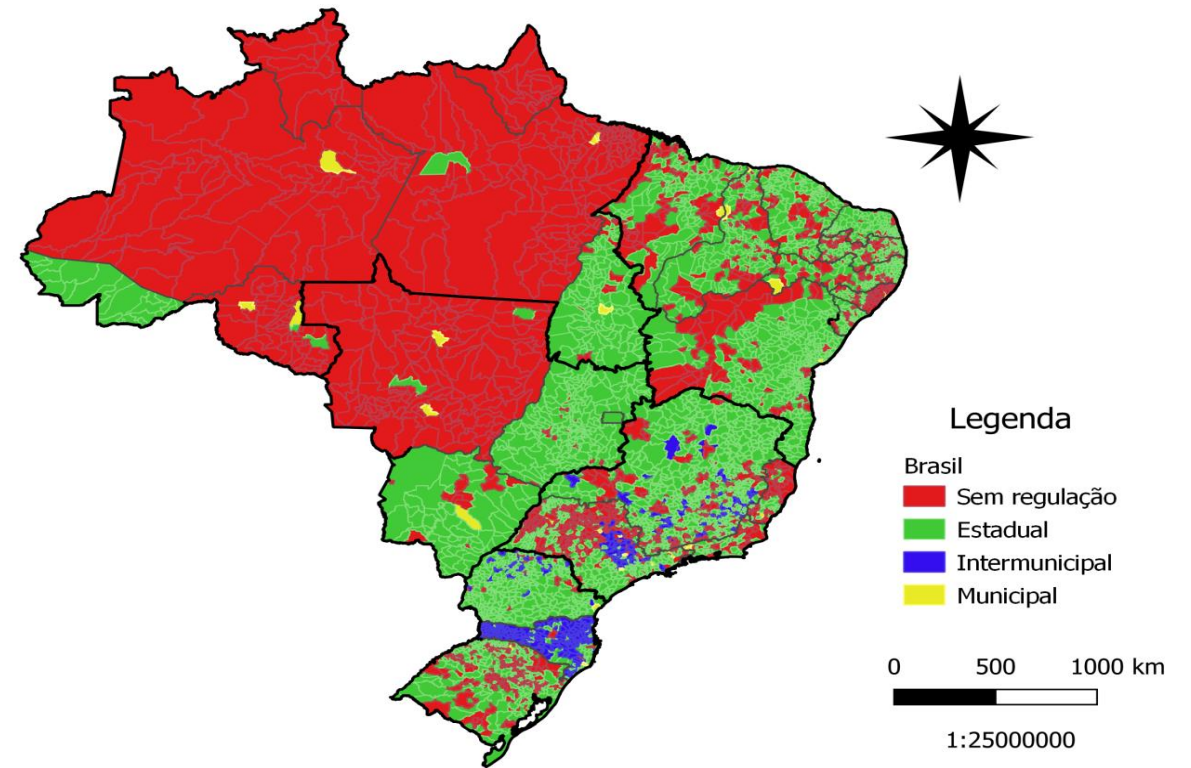 Legenda
Brasil
Sem regulação
Estadual
Intermunicipal
Municipal
0 500 1000 km
1:25000000